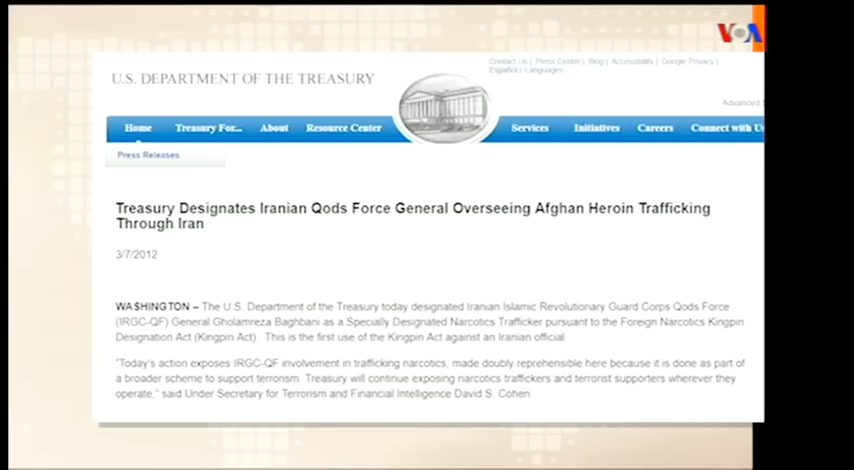 VOA
Contact Us | Press Center | Blog | Accessibility | Google Privacy |
Español | Languages
U.S. DEPARTMENT OF THE TREASURY
Advanced
Home Treasury For... About Resource Center Services Initiatives Careers Connect with Us
Press Releases
Treasury Designates Iranian Qods Force General Overseeing Afghan Heroin Trafficking
Through Iran
3/7/2012
WASHINGTON – The U.S. Department of the Treasury today designated Iranian Islamic Revolutionary Guard Corps Qods Force
(IRGC-QF) General Gholamreza Baghbani as a Specially Designated Narcotics Trafficker pursuant to the Foreign Narcotics Kingpin
Designation Act (Kingpin Act). This is the first use of the Kingpin Act against an Iranian official
"Today's action exposes IRGC-QF involvement in trafficking narcotics, made doubly reprehensible here because it is done as part of
a broader scheme to support terrorism. Treasury will continue exposing narcotics traffickers and terrorist supporters wherever they
operate," said Under Secretary for Terrorism and Financial Intelligence David S. Cohen